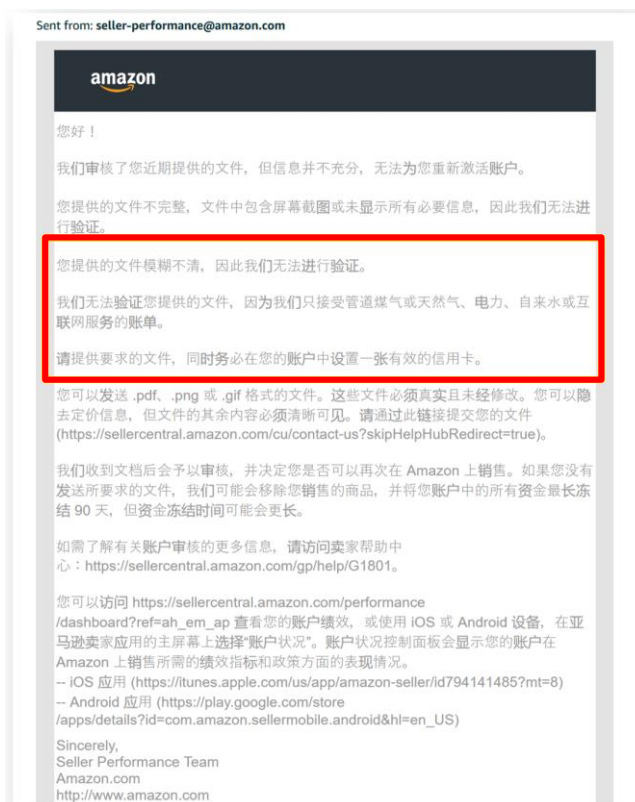 Sent from: seller-performance@amazon.com
amazon
您好！
我们审核了您近期提供的文件，但信息并不充分，无法为您重新激活账户。
您提供的文件不完整，文件中包含屏幕截图或未显示所有必要信息，因此我们无法进
行验证。
您提供的文件模糊不清，因此我们无法进行验证。
我们无法验证您提供的文件，因为我们只接受管道煤气或天然气、电力、自来水或互
联网服务的账单。
请提供要求的文件，同时务必在您的账户中设置一张有效的信用卡。
您可以发送 .pdf、.png 或 .gif 格式的文件。这些文件必须真实且未经修改。您可以隐
去定价信息，但文件的其余内容必须清晰可见。请通过此链接提交您的文件
(https://sellercentral.amazon.com/cu/contact-us?skipHelpHubRedirect=true)。
我们收到文档后会予以审核，并决定您是否可以再次在 Amazon 上销售。如果您没有
发送所要求的文件，我们可能会移除您销售的商品，并将您账户中的所有资金最长冻
结 90 天，但资金冻结时间可能会更长。
如需了解有关账户审核的更多信息，请访问卖家帮助中
心：https://sellercentral.amazon.com/gp/help/G1801。
您可以访问 https://sellercentral.amazon.com/performance
/dashboard?ref=ah_em_ap 查看您的账户绩效，或使用 iOS 或 Android 设备，在亚
马逊卖家应用的主屏幕上选择“账户状况”。账户状况控制面板会显示您的账户在
Amazon 上销售所需的绩效指标和政策方面的表现情况。
-- iOS 应用 (https://itunes.apple.com/us/app/amazon-seller/id794141485?mt=8)
-- Android 应用 (https://play.google.com/store
/apps/details?id=com.amazon.sellermobile.android&hl=en_US)
Sincerely,
Seller Performance Team
Amazon.com
http://www.amazon.com